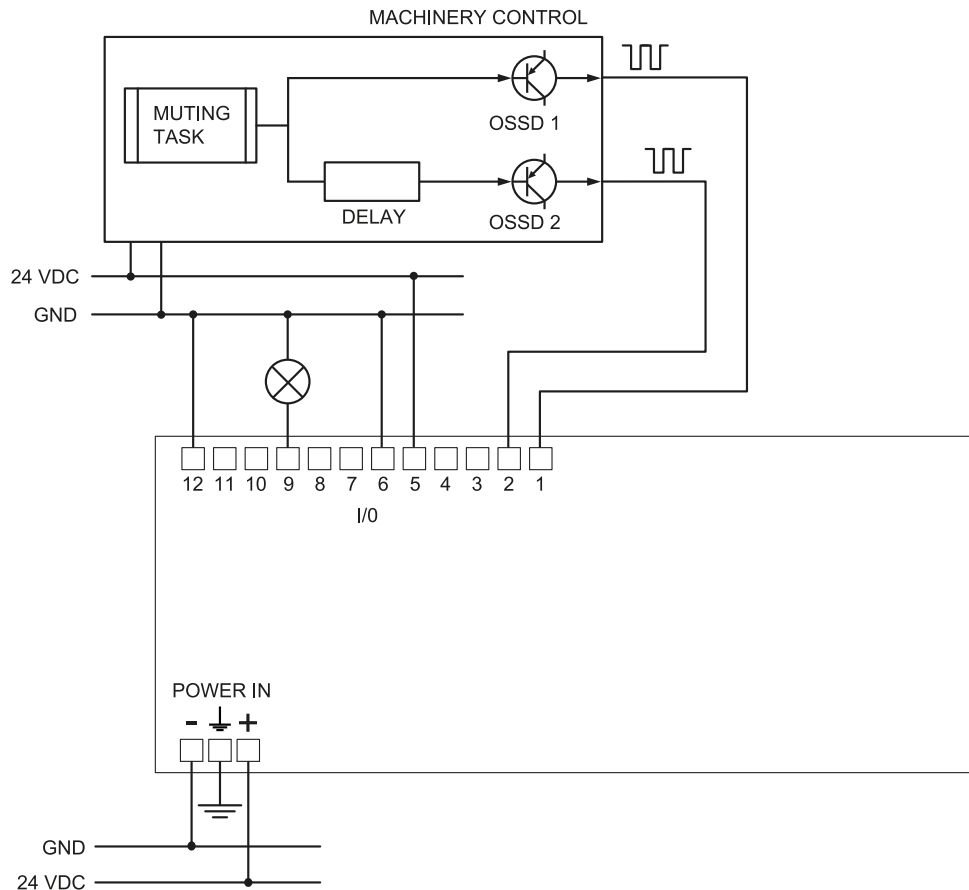 MACHINERY CONTROL
MUTING
TASK
OSSD 1
DELAY
OSSD 2
24 VDC
GND
12 11 10 9 8 7 6 5 4 3 2 1
I/0
POWER IN
- +
GND
24 VDC